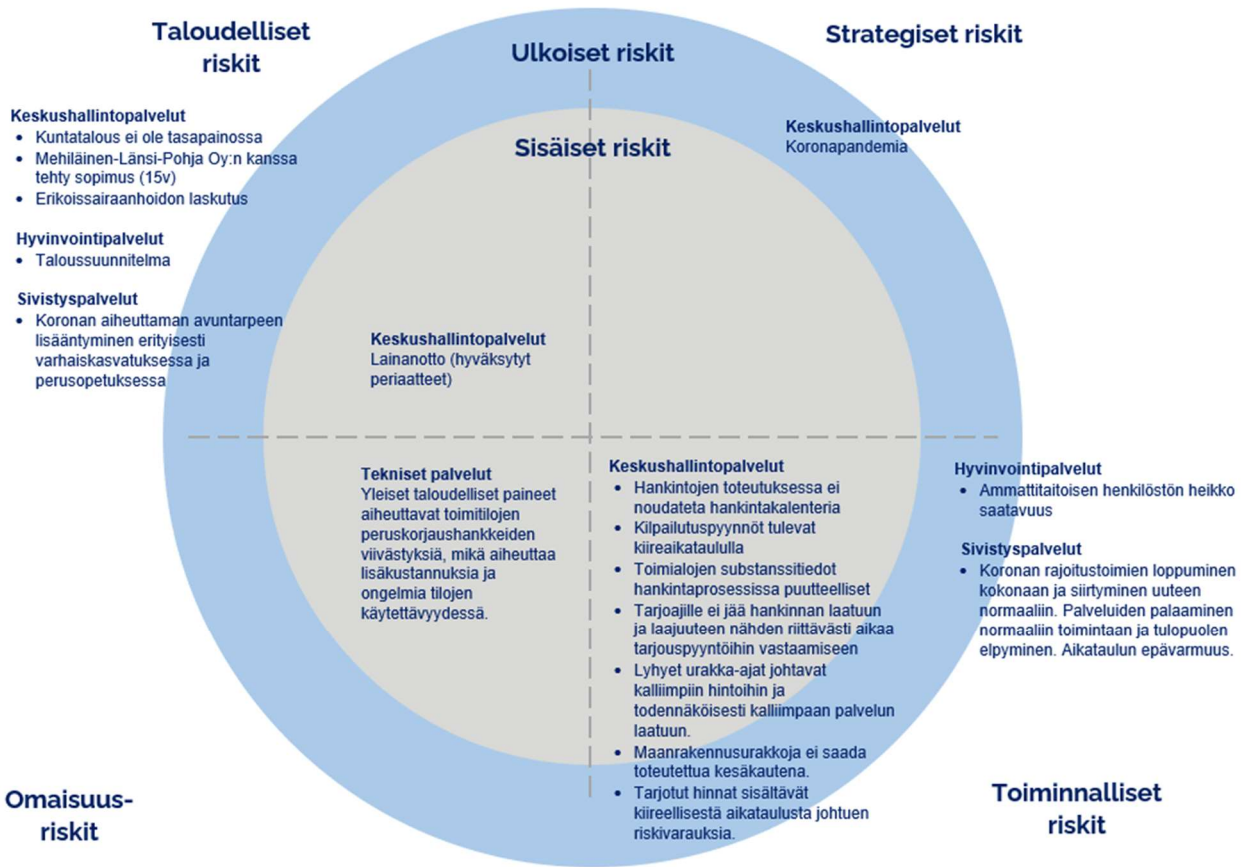 Taloudelliset
riskit
Ulkoiset riskit
Strategiset riskit
Sisäiset riskit
Keskushallintopalvelut
• Kuntatalous ei ole tasapainossa
• Mehiläinen-Länsi-Pohja Oy:n kanssa
tehty sopimus (15v)
• Erikoissairaanhoidon laskutus
Hyvinvointipalvelut
• Taloussuunnitelma
Sivistyspalvelut
• Koronan aiheuttaman avuntarpeen
lisääntyminen erityisesti
varhaiskasvatuksessa ja
perusopetuksessa
Keskushallintopalvelut
Koronapandemia
Keskushallintopalvelut
Lainanotto (hyväksytyt
periaatteet)
Tekniset palvelut
Yleiset taloudelliset paineet
aiheuttavat toimitilojen
peruskorjaushankkeiden
viivästyksiä, mikä aiheuttaa
lisäkustannuksia ja
ongelmia tilojen
käytettävyydessä.
Keskushallintopalvelut
• Hankintojen toteutuksessa ei
noudateta hankintakalenteria
• Kilpailutuspyynnöt tulevat
kiireaikataululla
• Toimialojen substanssitiedot
hankintaprosessissa puutteelliset
• Tarjoajille ei jää hankinnan laatuun
ja laajuuteen nähden riittävästi aikaa
tarjouspyyntöihin vastaamiseen
• Lyhyet urakka-ajat johtavat
kalliimpiin hintoihin ja
todennäköisesti kalliimpaan palvelun
laatuun.
• Maanrakennusurakkoja ei saada
toteutettua kesäkautena.
• Tarjotut hinnat sisältävät
kiireellisestä aikataulusta johtuen
riskivarauksia.
Hyvinvointipalvelut
• Ammattitaitoisen henkilöstön heikko
saatavuus
Sivistyspalvelut
• Koronan rajoitustoimien loppuminen
kokonaan ja siirtyminen uuteen
normaaliin. Palveluiden palaaminen
normaaliin toimintaan ja tulopuolen
elpyminen. Aikataulun epävarmuus.
Omaisuus-
riskit
Toiminnalliset
riskit